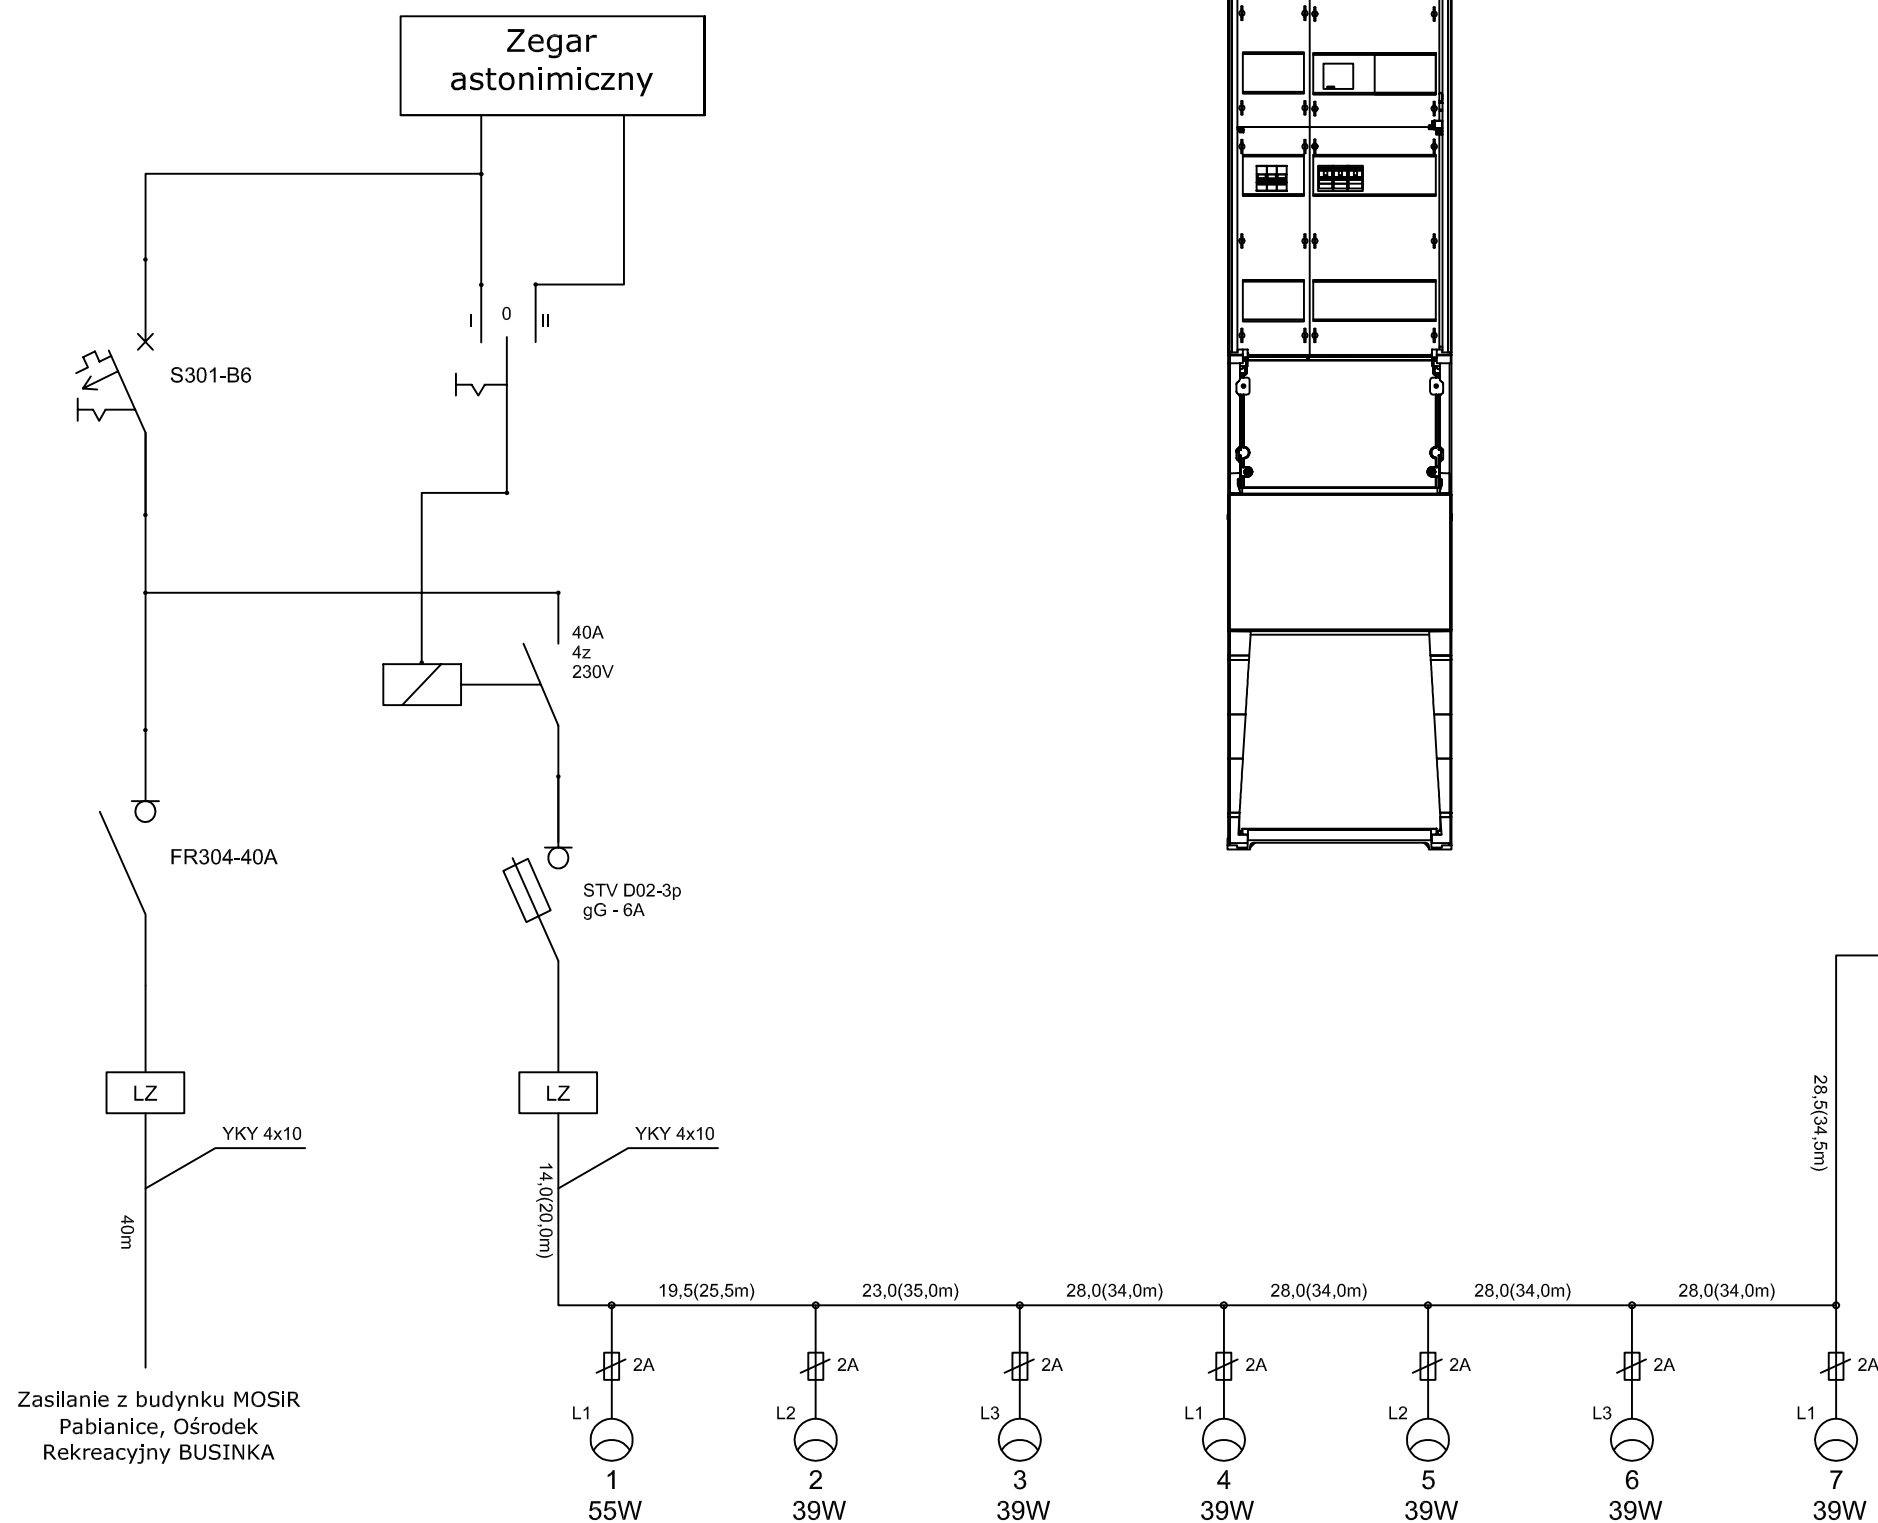 Zegar
astonimiczny
I
0
II
S301-B6
40A
4z
230V
FR304-40A
STV D02-3p
gG - 6A
LZ
LZ
YKY 4x10
YKY 4x10
40m
14,0(20,0m)
28,5(34,5m)
19,5(25,5m)
23,0(35,0m)
28,0(34,0m)
28,0(34,0m)
28,0(34,0m)
28,0(34,0m)
2A
2A
2A
2A
2A
2A
2A
Zasilanie z budynku MOSiR
Pabianice, Ośrodek
Rekreacyjny BUSINKA
L1
L2
L3
L1
L2
L3
L1
1
2
3
4
5
6
7
55W
39W
39W
39W
39W
39W
39W